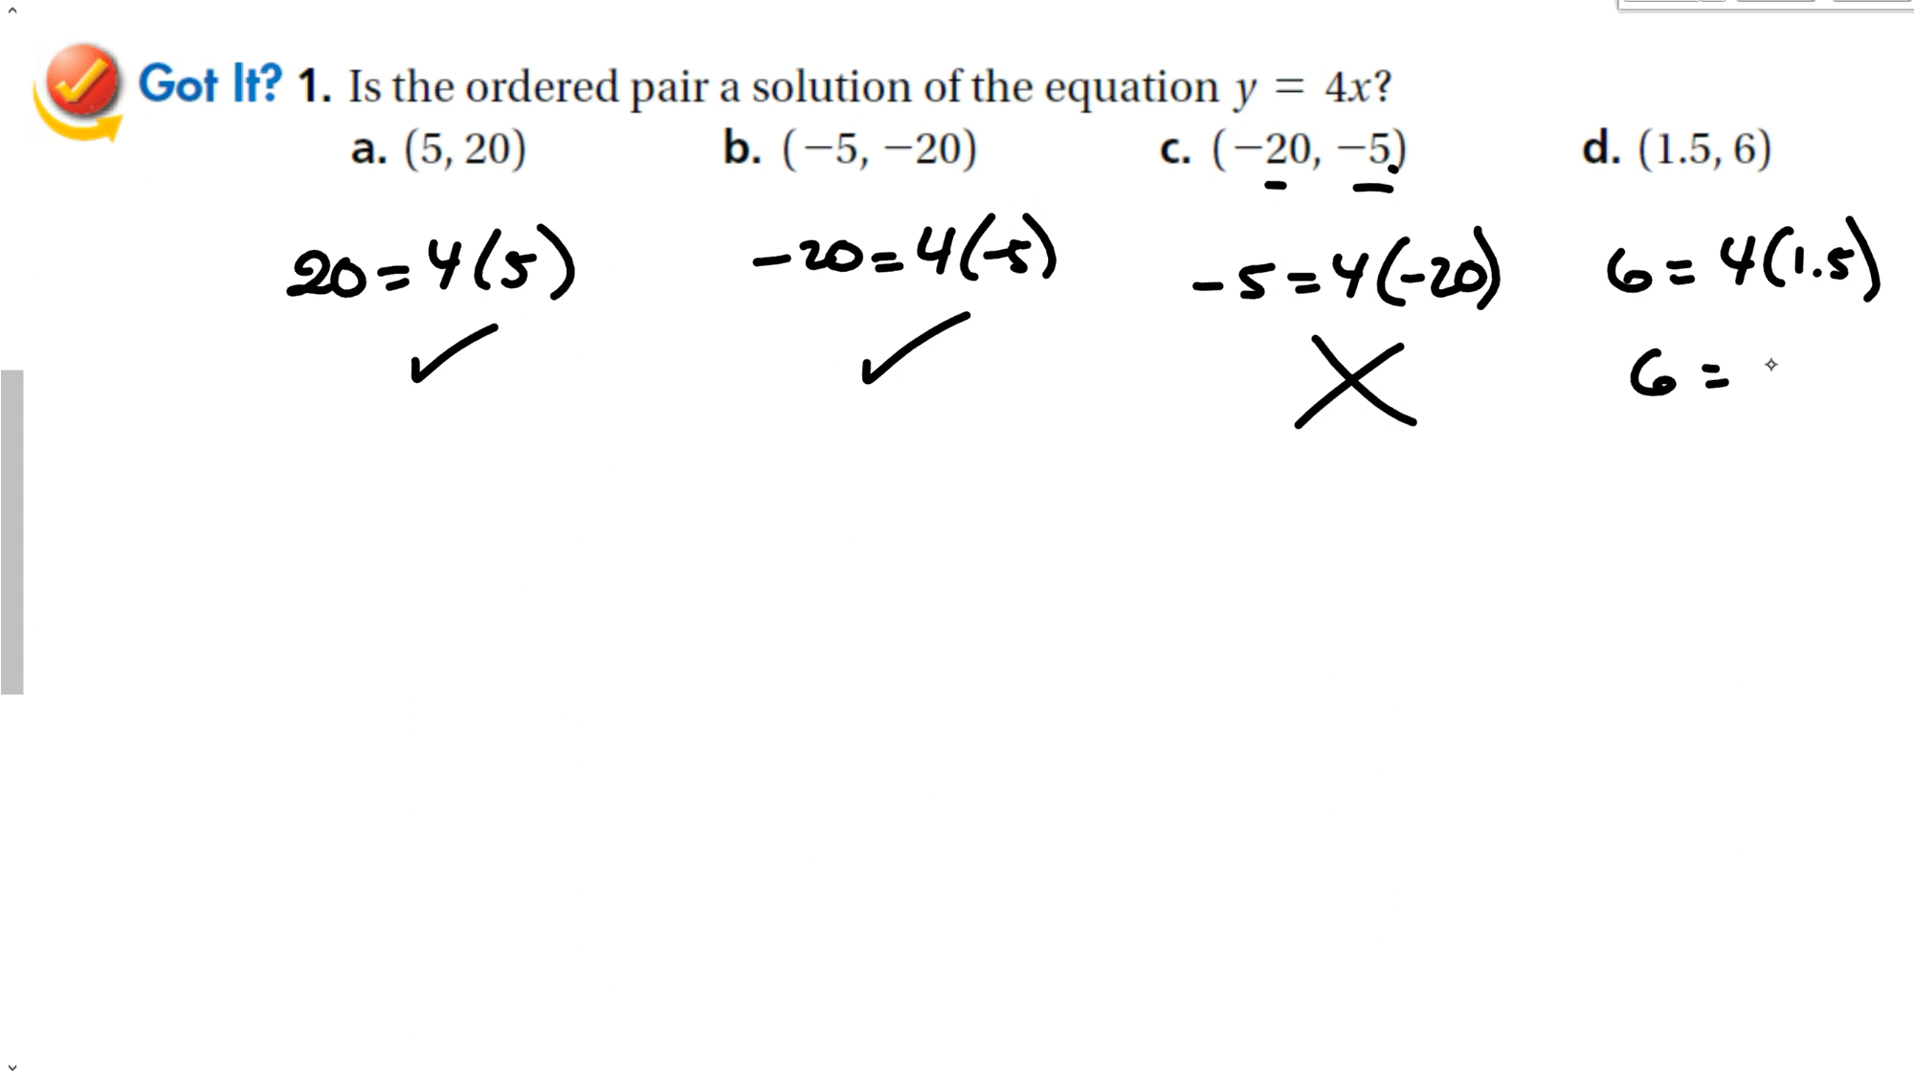 Got It? 1. Is the ordered pair a solution of the equation y = 4x?
a. (5, 20) b. (−5, −20) c. (−20, −5) d. (1.5, 6)
20 = 4(5) -20 = 4(-5) -5 = 4(-20) 6 = 4(1.5)
6 =